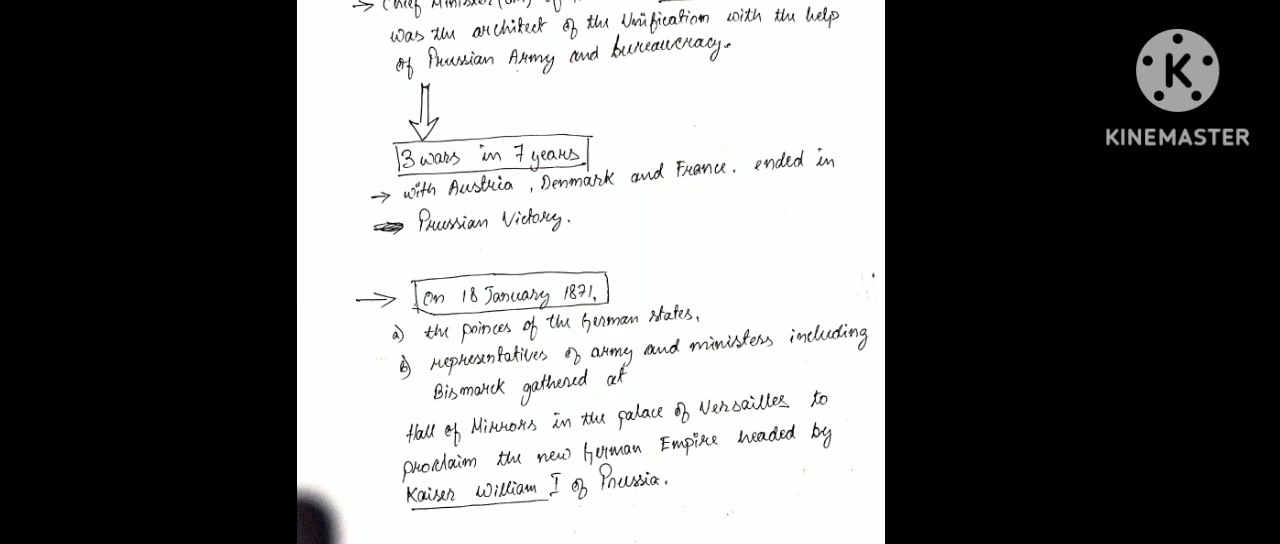 → Chief Minister of
was the architect of the Unification with the help
of Prussian Army and bureaucracy.
3 wars in 7 years
→ with Austria, Denmark and France. ended in
Prussian Victory.
→ On 18 January 1871,
a) the princes of the German states,
b) representatives of army and ministers including
Bismarck gathered at
Hall of Mirrors in the palace of Versailles to
proclaim the new German Empire headed by
Kaiser William I of Prussia.
K
KINEMASTER